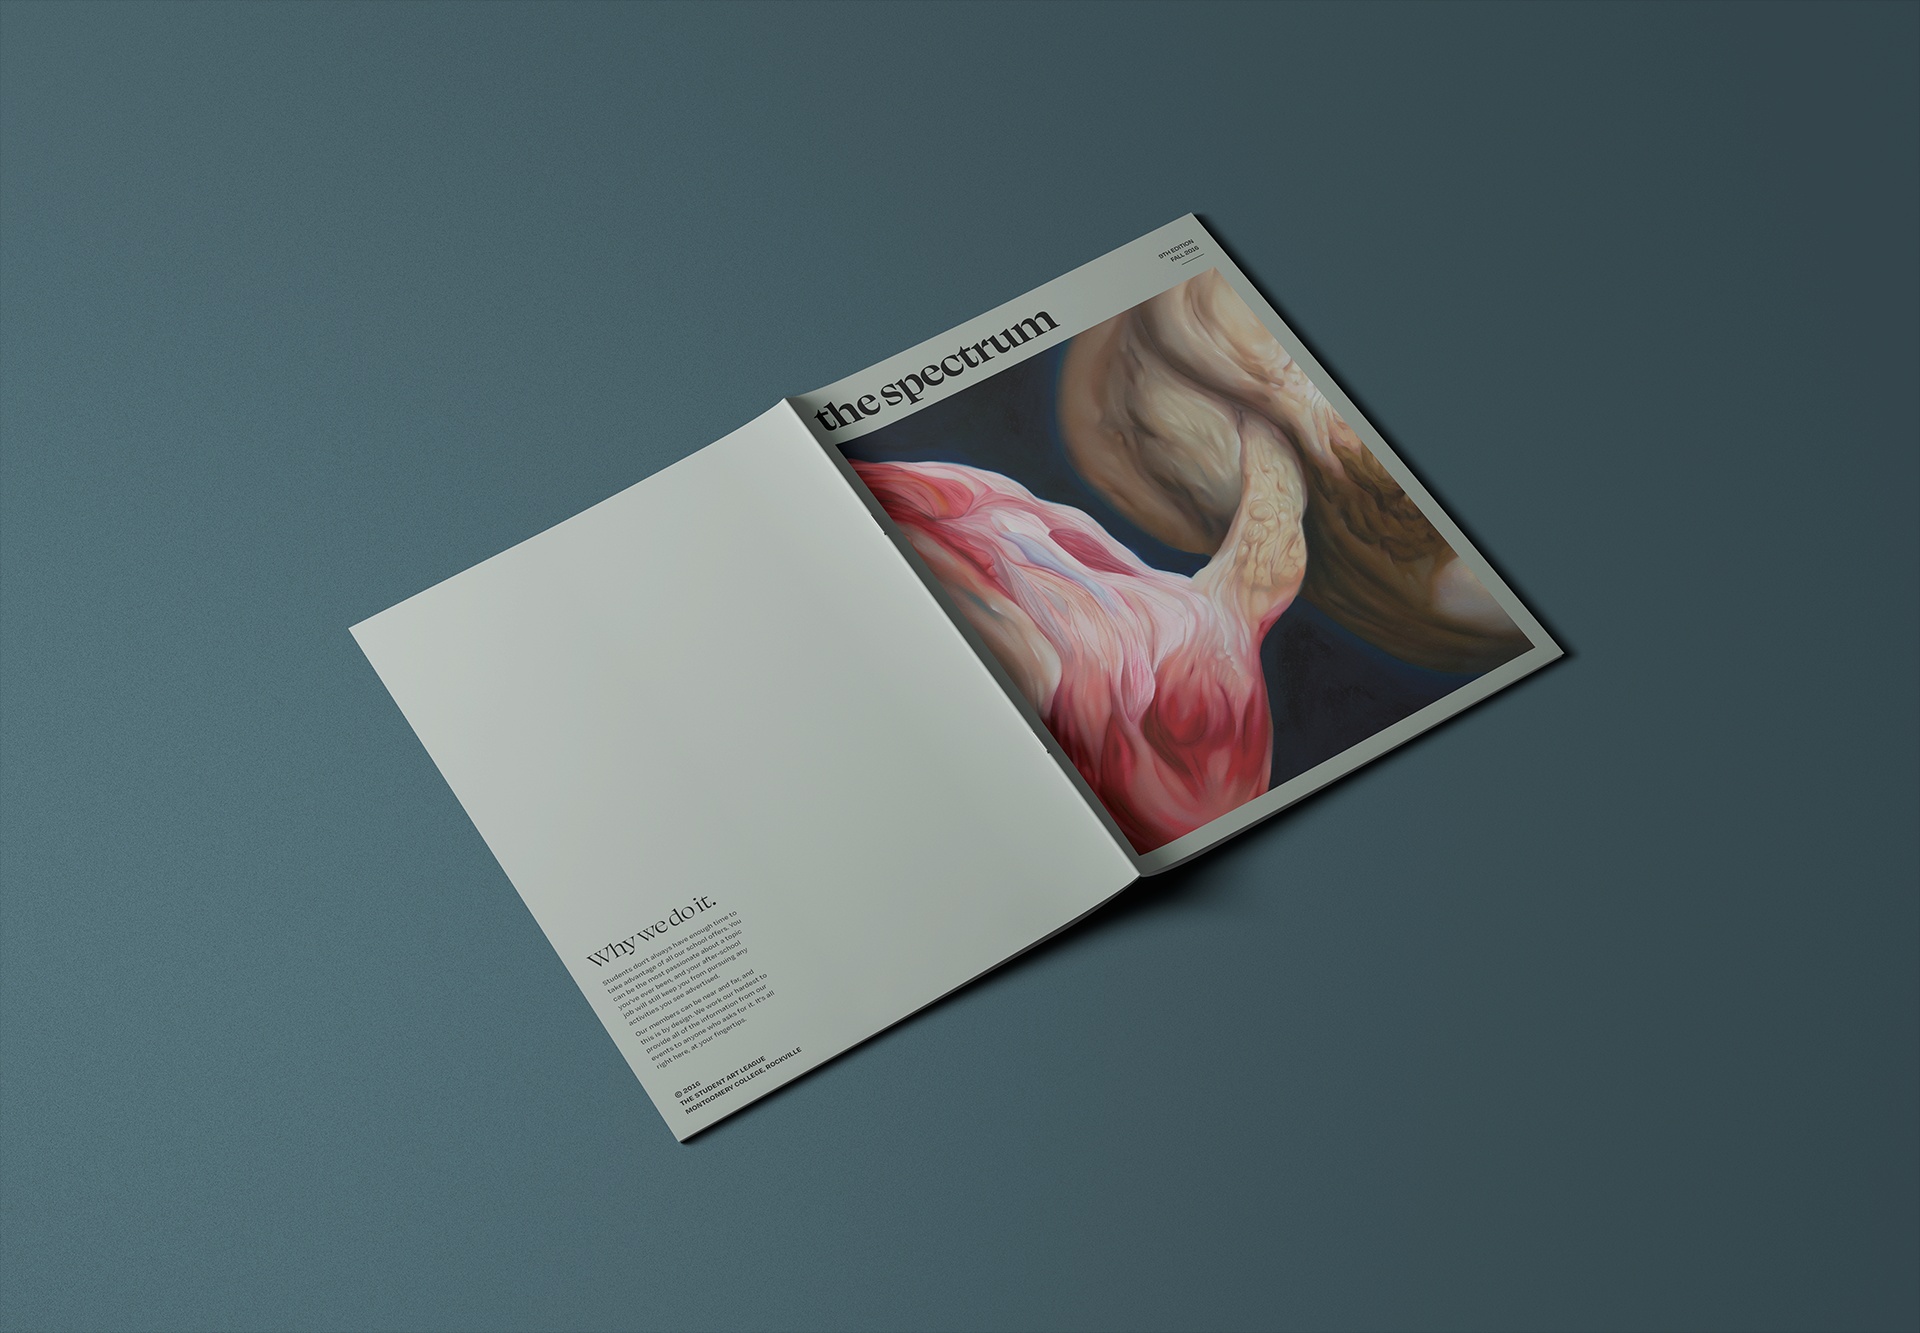 the spectrum
9TH EDITION
FALL 2016
Why we do it.
Students don't always have enough time to
take advantage of all our school offers. You
can be the most passionate about a topic
you've ever been, and your after-school
job will still keep you from pursuing any
activities you see advertised.
Our members can be near and far, and
this is by design. We work our hardest to
provide all of the information from our
events to anyone who asks for it. It's all
right here, at your fingertips.
© 2016
THE STUDENT ART LEAGUE
MONTGOMERY COLLEGE, ROCKVILLE